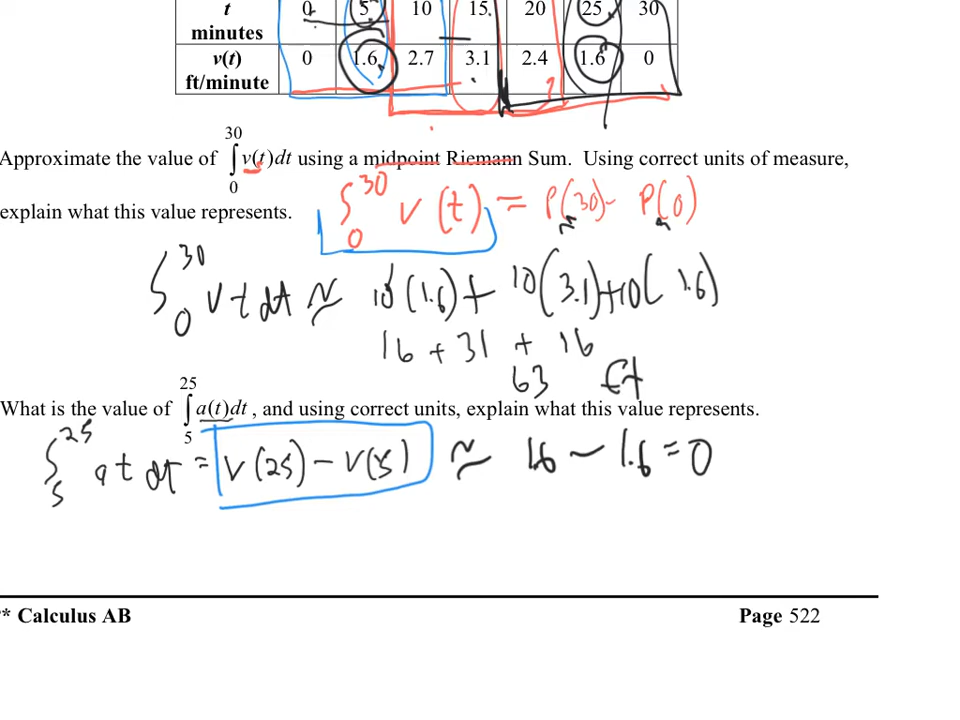 t 0 5 10 15 20 25 30
minutes
v(t) 0 1.6 2.7 3.1 2.4 1.6 0
ft/minute
30
Approximate the value of ∫ v(t)dt using a midpoint Riemann Sum. Using correct units of measure,
0
explain what this value represents.
∫₀³⁰ v(t) = P(30) - P(0)
∫₀³⁰ v t dt ≈ 10(1.6) + 10(3.1) + 10(1.6)
16 + 31 + 16
63 ft
25
What is the value of ∫ a(t)dt , and using correct units, explain what this value represents.
5
∫₅²⁵ a t dt = v(25) - v(5) ≈ 1.6 - 1.6 = 0
* Calculus AB Page 522